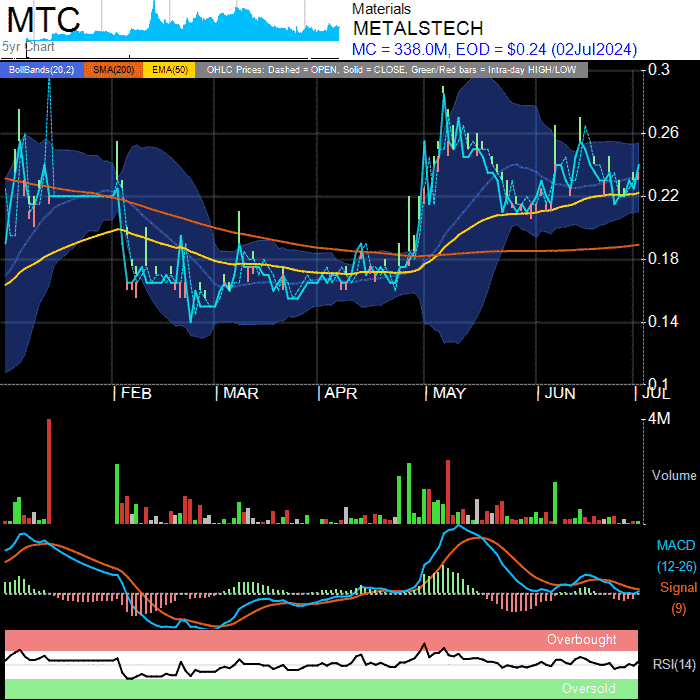 MTC
5yr Chart
Materials
METALSTECH
MC = 338.0M, EOD = $0.24 (02Jul2024)
BollBands(20,2) SMA(200) EMA(50) OHLC Prices: Dashed = OPEN, Solid = CLOSE, Green/Red bars = Intra-day HIGH/LOW
0.3
0.26
0.22
0.18
0.14
0.1
FEB MAR APR MAY JUN JUL
4M
Volume
MACD
(12-26)
Signal
(9)
Overbought
RSI(14)
Oversold